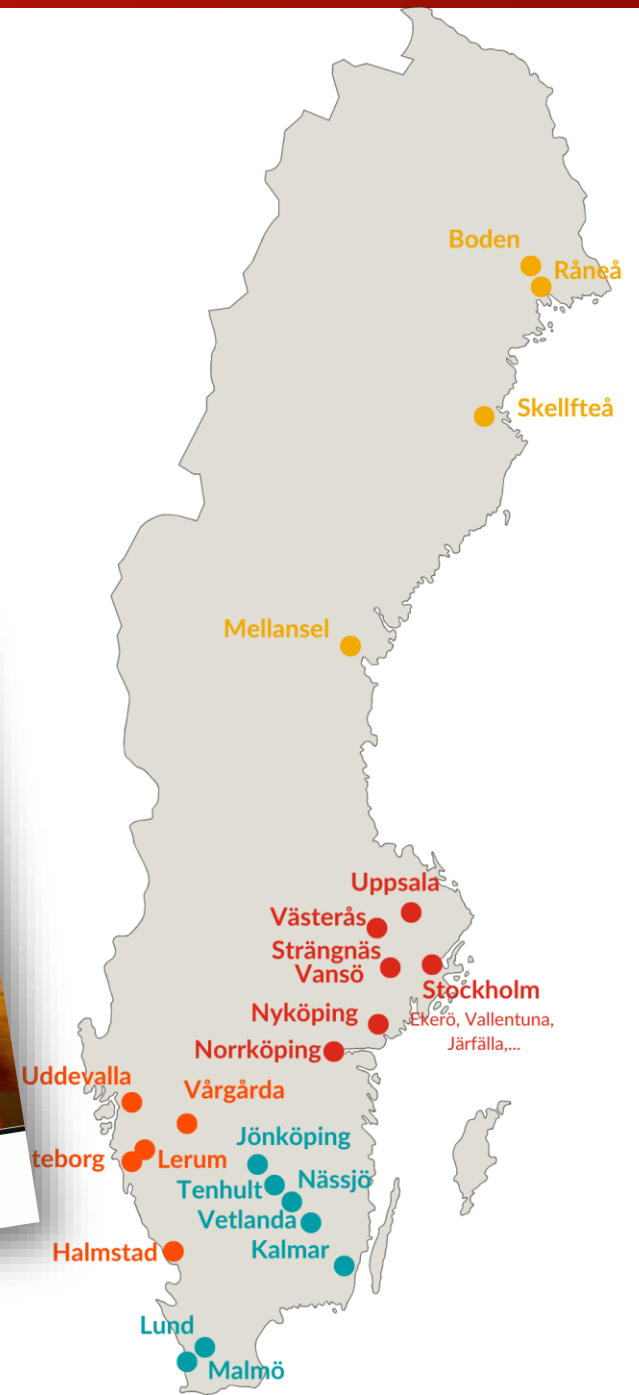 Boden
Råneå
Skellfteå
Mellansel
Uppsala
Västerås
Strängnäs
Vansö
Stockholm
Ekerö, Vallentuna,
Järfälla,...
Nyköping
Norrköping
Uddevalla
Vårgårda
teborg
Lerum
Jönköping
Tenhult
Nässjö
Vetlanda
Kalmar
Halmstad
Lund
Malmö